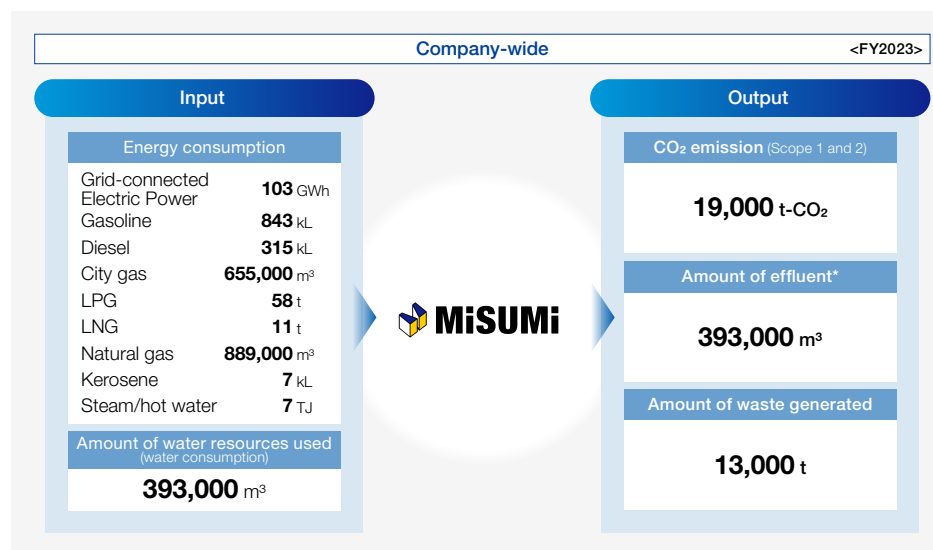 Company-wide
<FY2023>
Input
Energy consumption
Grid-connected
Electric Power 103 GWh
Gasoline 843 kL
Diesel 315 kL
City gas 655,000 m³
LPG 58 t
LNG 11 t
Natural gas 889,000 m³
Kerosene 7 kL
Steam/hot water 7 TJ
Amount of water resources used
(water consumption)
393,000 m³
MiSUMi
Output
CO₂ emission (Scope 1 and 2)
19,000 t-CO₂
Amount of effluent*
393,000 m³
Amount of waste generated
13,000 t